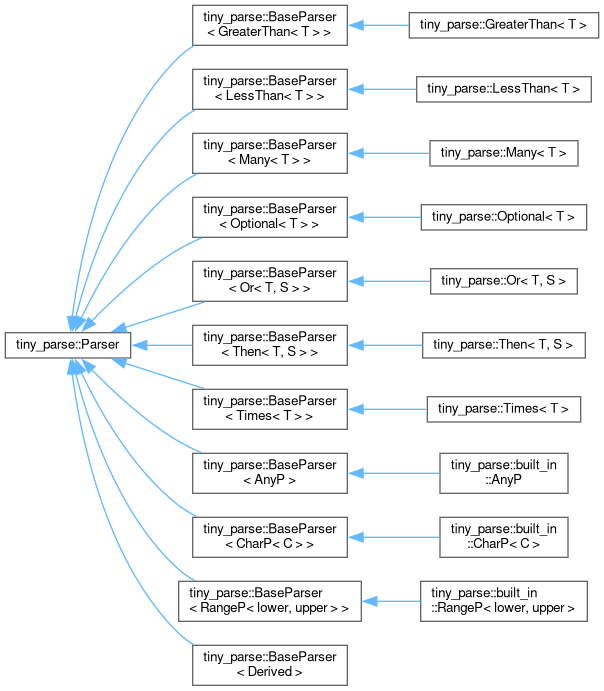 tiny_parse::BaseParser
< GreaterThan< T > >
tiny_parse::GreaterThan< T >
tiny_parse::BaseParser
< LessThan< T > >
tiny_parse::LessThan< T >
tiny_parse::BaseParser
< Many< T > >
tiny_parse::Many< T >
tiny_parse::BaseParser
< Optional< T > >
tiny_parse::Optional< T >
tiny_parse::BaseParser
< Or< T, S > >
tiny_parse::Or< T, S >
tiny_parse::Parser
tiny_parse::BaseParser
< Then< T, S > >
tiny_parse::Then< T, S >
tiny_parse::BaseParser
< Times< T > >
tiny_parse::Times< T >
tiny_parse::BaseParser
< AnyP >
tiny_parse::built_in
::AnyP
tiny_parse::BaseParser
< CharP< C > >
tiny_parse::built_in
::CharP< C >
tiny_parse::BaseParser
< RangeP< lower, upper > >
tiny_parse::built_in
::RangeP< lower, upper >
tiny_parse::BaseParser
< Derived >